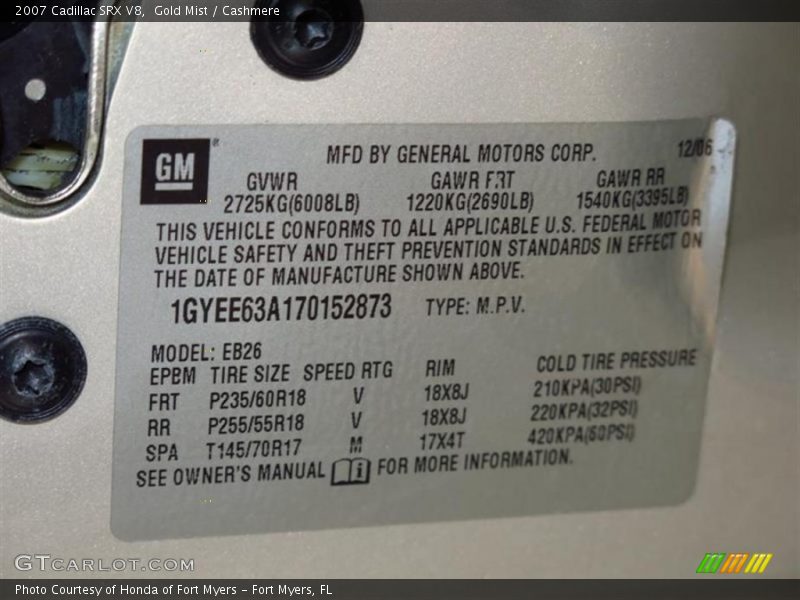 2007 Cadillac SRX V8,  Gold Mist / Cashmere
GM®
MFD BY GENERAL MOTORS CORP. 12/06
GVWR GAWR FRT GAWR RR
2725KG(6008LB) 1220KG(2690LB) 1540KG(3395LB)
THIS VEHICLE CONFORMS TO ALL APPLICABLE U.S. FEDERAL MOTOR
VEHICLE SAFETY AND THEFT PREVENTION STANDARDS IN EFFECT ON
THE DATE OF MANUFACTURE SHOWN ABOVE.
1GYEE63A170152873 TYPE: M.P.V.
MODEL: EB26
EPBM TIRE SIZE SPEED RTG RIM COLD TIRE PRESSURE
FRT P235/60R18 V 18X8J 210KPA(30PSI)
RR P255/55R18 V 18X8J 220KPA(32PSI)
SPA T145/70R17 M 17X4T 420KPA(60PSI)
SEE OWNER'S MANUAL i FOR MORE INFORMATION.
GTCARLOT.COM
Photo Courtesy of Honda of Fort Myers - Fort Myers, FL